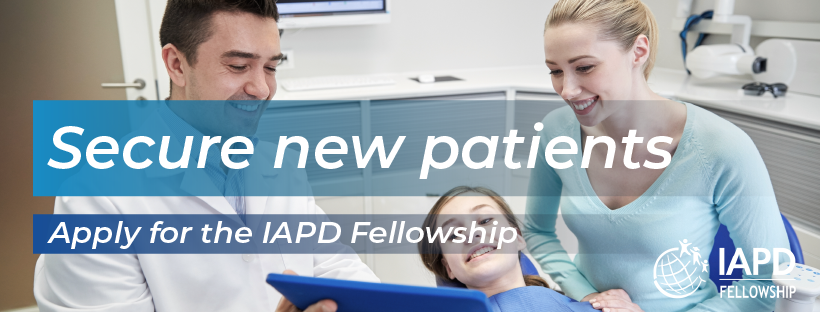 Secure new patients
Apply for the IAPD Fellowship
IAPD
FELLOWSHIP